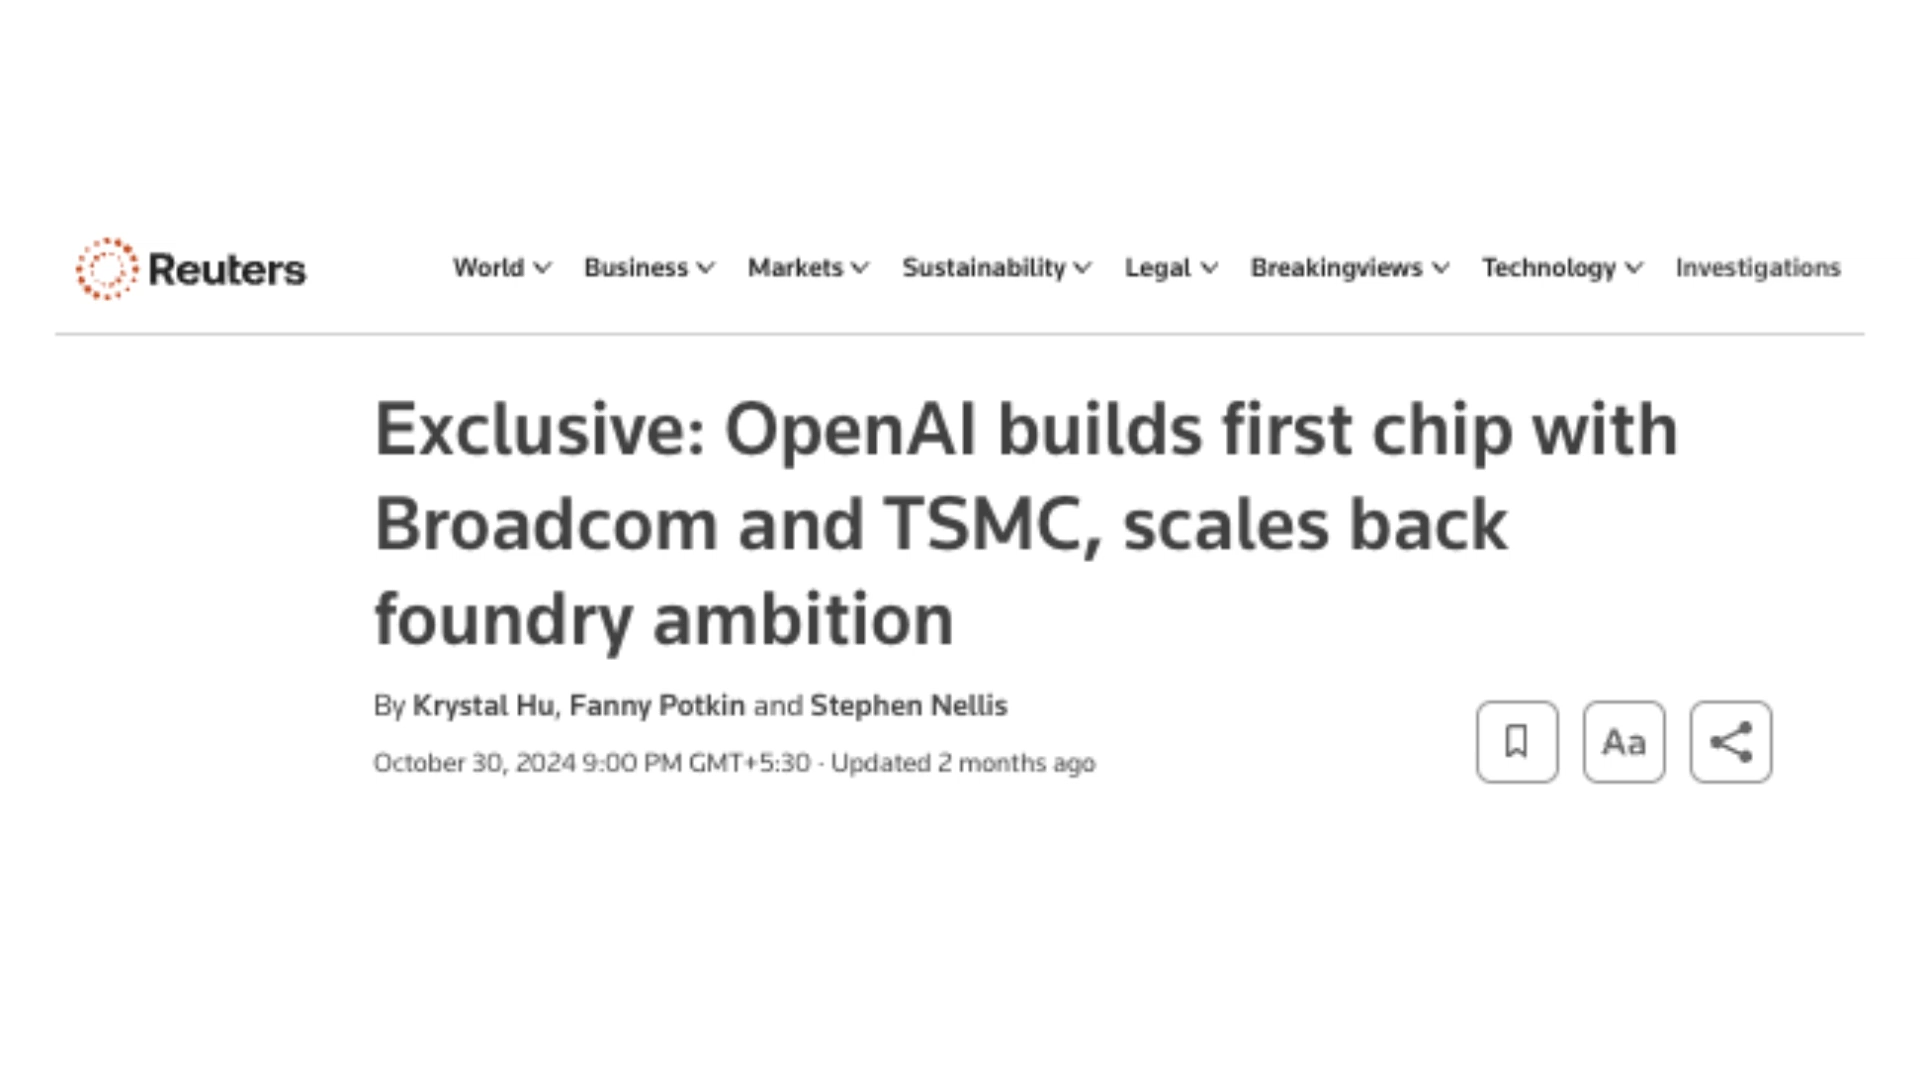 Reuters World Business Markets Sustainability Legal Breakingviews Technology Investigations
Exclusive: OpenAI builds first chip with
Broadcom and TSMC, scales back
foundry ambition
By Krystal Hu, Fanny Potkin and Stephen Nellis
October 30, 2024 9:00 PM GMT+5:30 · Updated 2 months ago
Aa